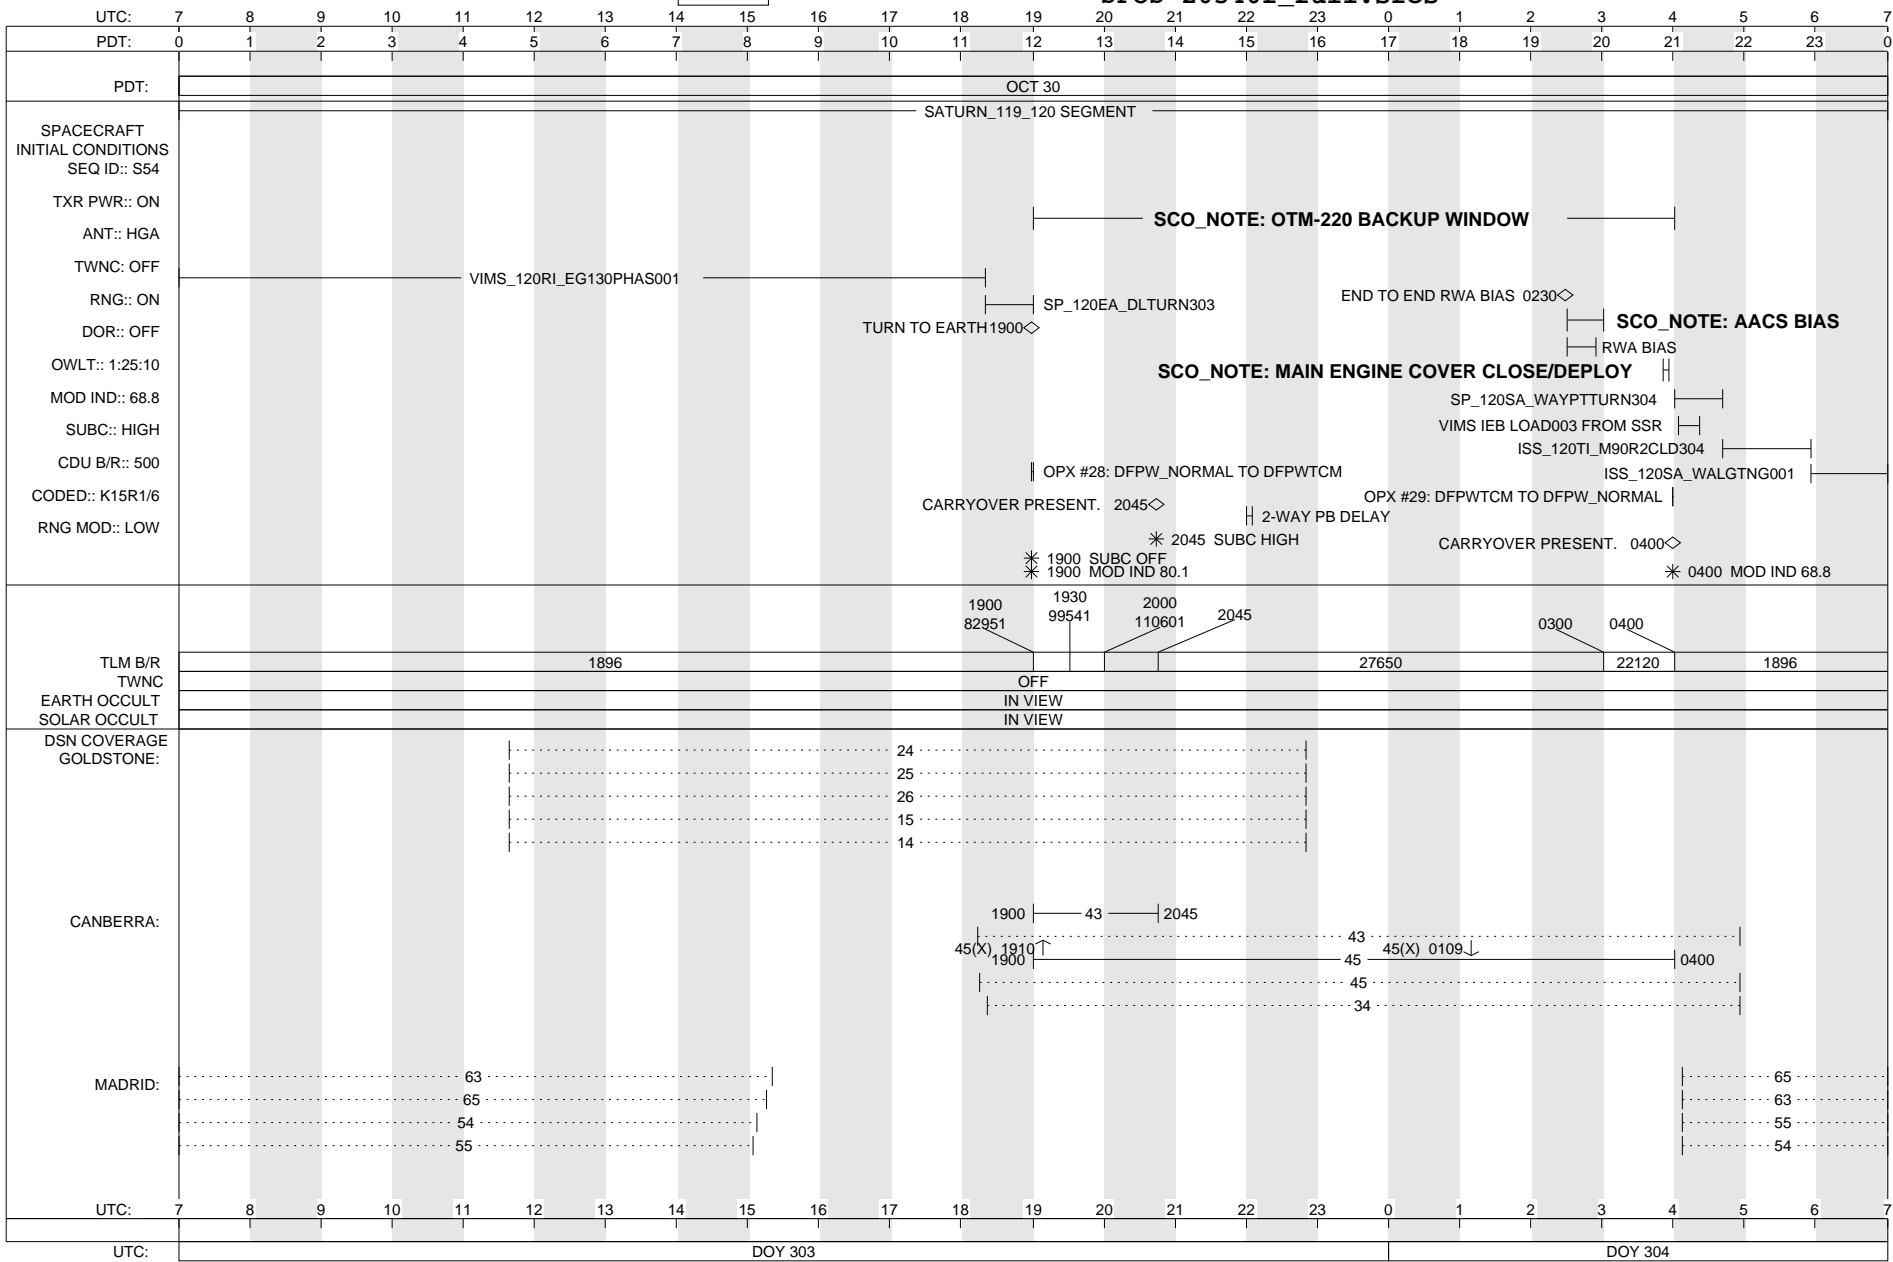 UTC: 7 8 9 10 11 12 13 14 15 16 17 18 19 20 21 22 23 0 1 2 3 4 5 6 7
PDT: 0 1 2 3 4 5 6 7 8 9 10 11 12 13 14 15 16 17 18 19 20 21 22 23 0
PDT: OCT 30
SATURN_119_120 SEGMENT
SPACECRAFT
INITIAL CONDITIONS
SEQ ID:: S54
TXR PWR:: ON
SCO_NOTE: OTM-220 BACKUP WINDOW
ANT:: HGA
TWNC: OFF
VIMS_120RI_EG130PHAS001
RNG:: ON
END TO END RWA BIAS 0230
SP_120EA_DLTURN303
TURN TO EARTH 1900
SCO_NOTE: AACS BIAS
DOR:: OFF
RWA BIAS
OWLT:: 1:25:10
SCO_NOTE: MAIN ENGINE COVER CLOSE/DEPLOY
MOD IND:: 68.8
SP_120SA_WAYPTTURN304
SUBC:: HIGH
VIMS IEB LOAD003 FROM SSR
ISS_120TI_M90R2CLD304
CDU B/R:: 500
OPX #28: DFPW_NORMAL TO DFPWTCM
ISS_120SA_WALGTNG001
CODED:: K15R1/6
OPX #29: DFPWTCM TO DFPW_NORMAL
CARRYOVER PRESENT. 2045
2-WAY PB DELAY
RNG MOD:: LOW
2045 SUBC HIGH
CARRYOVER PRESENT. 0400
1900 SUBC OFF
1900 MOD IND 80.1
0400 MOD IND 68.8
1900 1930 2000 2045 0300 0400
82951 99541 110601
TLM B/R 1896 27650 22120 1896
TWNC OFF
EARTH OCCULT IN VIEW
SOLAR OCCULT IN VIEW
DSN COVERAGE
GOLDSTONE:
24
25
26
15
14
CANBERRA:
1900 43 2045
43
45(X) 1910 45(X) 0109
1900 45 0400
45
34
MADRID:
63 65
65 63
54 55
55 54
UTC: 7 8 9 10 11 12 13 14 15 16 17 18 19 20 21 22 23 0 1 2 3 4 5 6 7
UTC: DOY 303 DOY 304